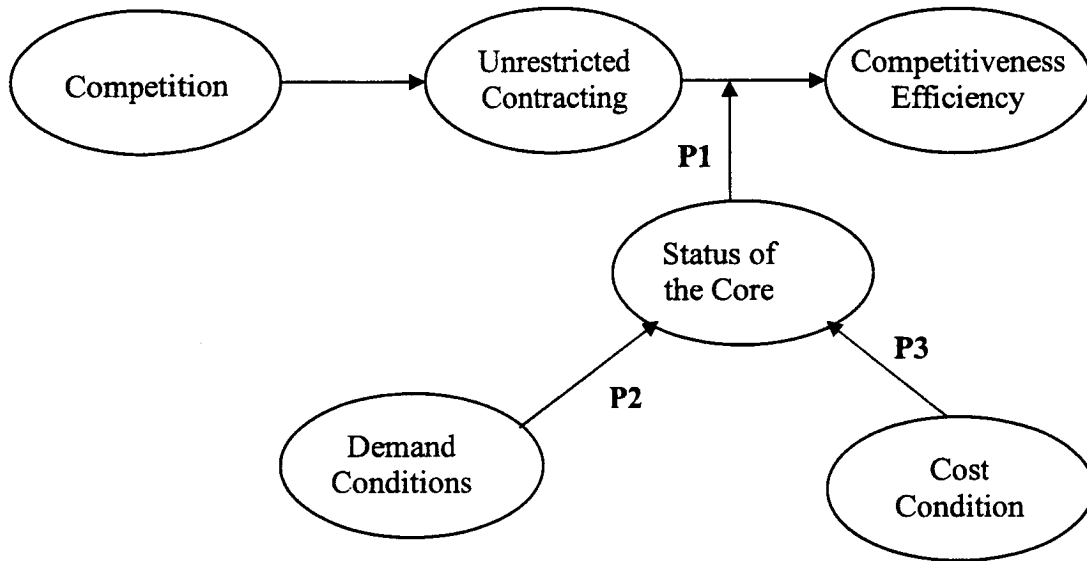 Competition
Unrestricted
Contracting
Competitiveness
Efficiency
P1
Status of
the Core
P3
P2
Demand
Conditions
Cost
Condition